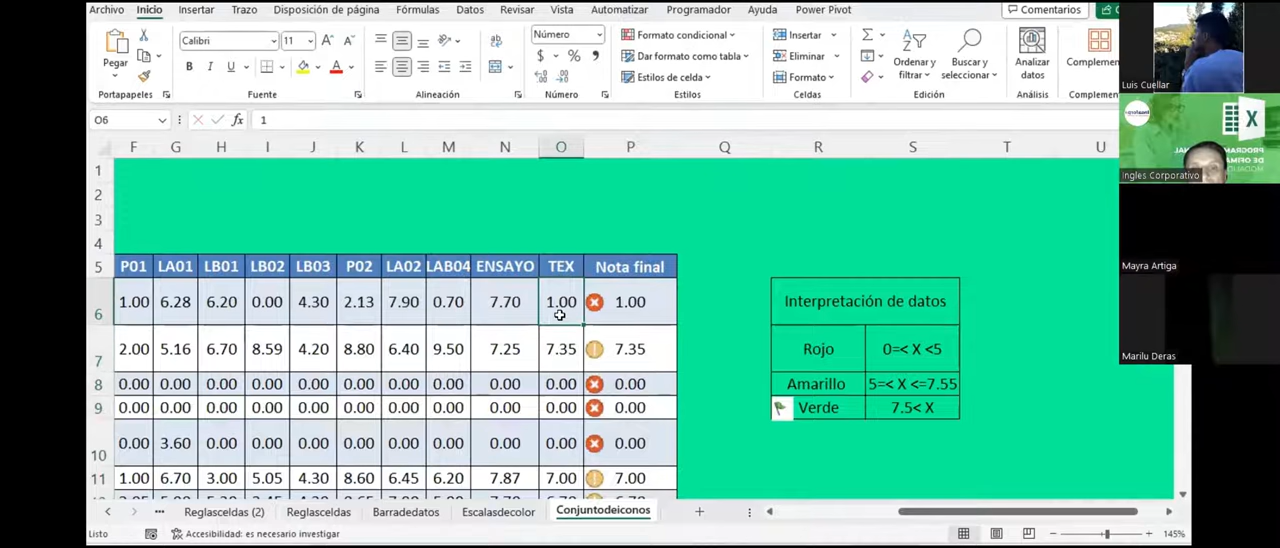 Archivo Inicio Insertar Trazo Disposición de página Fórmulas Datos Revisar Vista Automatizar Programador Ayuda Power Pivot Comentarios
Pegar
Portapapeles
Calibri 11
N
Fuente
Alineación
Número
Número
Formato condicional
Dar formato como tabla
Estilos de celda
Estilos
Insertar
Eliminar
Formato
Celdas
Ordenar y filtrar
Buscar y seleccionar
Edición
Analizar datos
Análisis
Complemen
Complemen
O6 fx 1
F G H I J K L M N O P Q R S T U
1
2
3
4
5 P01 LA01 LB01 LB02 LB03 P02 LA02 LAB04 ENSAYO TEX Nota final
6 1.00 6.28 6.20 0.00 4.30 2.13 7.90 0.70 7.70 1.00 1.00 Interpretación de datos
7 2.00 5.16 6.70 8.59 4.20 8.80 6.40 9.50 7.25 7.35 7.35 Rojo 0=< X <5
8 0.00 0.00 0.00 0.00 0.00 0.00 0.00 0.00 0.00 0.00 0.00 Amarillo 5=< X <=7.55
9 0.00 0.00 0.00 0.00 0.00 0.00 0.00 0.00 0.00 0.00 0.00 Verde 7.5< X
10 0.00 3.60 0.00 0.00 0.00 0.00 0.00 0.00 0.00 0.00 0.00
11 1.00 6.70 3.00 5.05 4.30 8.60 6.45 6.20 7.87 7.00 7.00
Reglasceldas (2) Reglasceldas Barradedatos Escalasdecolor Conjuntodeiconos
Listo Accesibilidad: es necesario investigar 145%
Luis Cuellar
Ingles Corporativo
Mayra Artiga
Marilu Deras